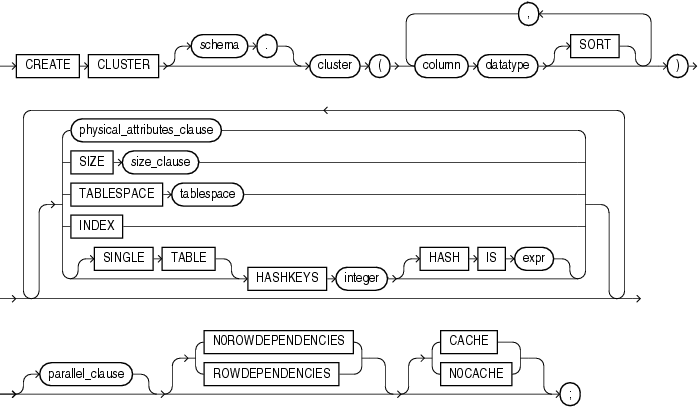 ,
schema .
SORT
CREATE CLUSTER cluster ( column datatype )
physical_attributes_clause
SIZE size_clause
TABLESPACE tablespace
INDEX
SINGLE TABLE HASH IS expr
HASHKEYS integer
NOROWDEPENDENCIES CACHE
parallel_clause ROWDEPENDENCIES NOCACHE
;